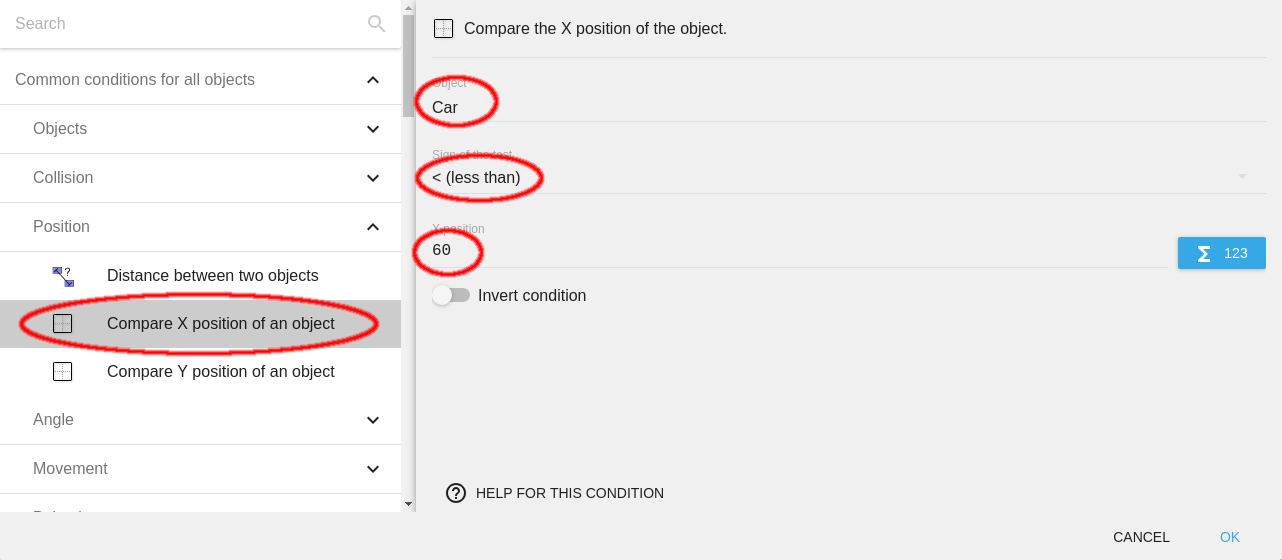 Search
Common conditions for all objects
Objects
Collision
Position
Distance between two objects
Compare X position of an object
Compare Y position of an object
Angle
Movement
Compare the X position of the object.
Object
Car
Sign of the test
< (less than)
X position
60
123
Invert condition
HELP FOR THIS CONDITION
CANCEL
OK